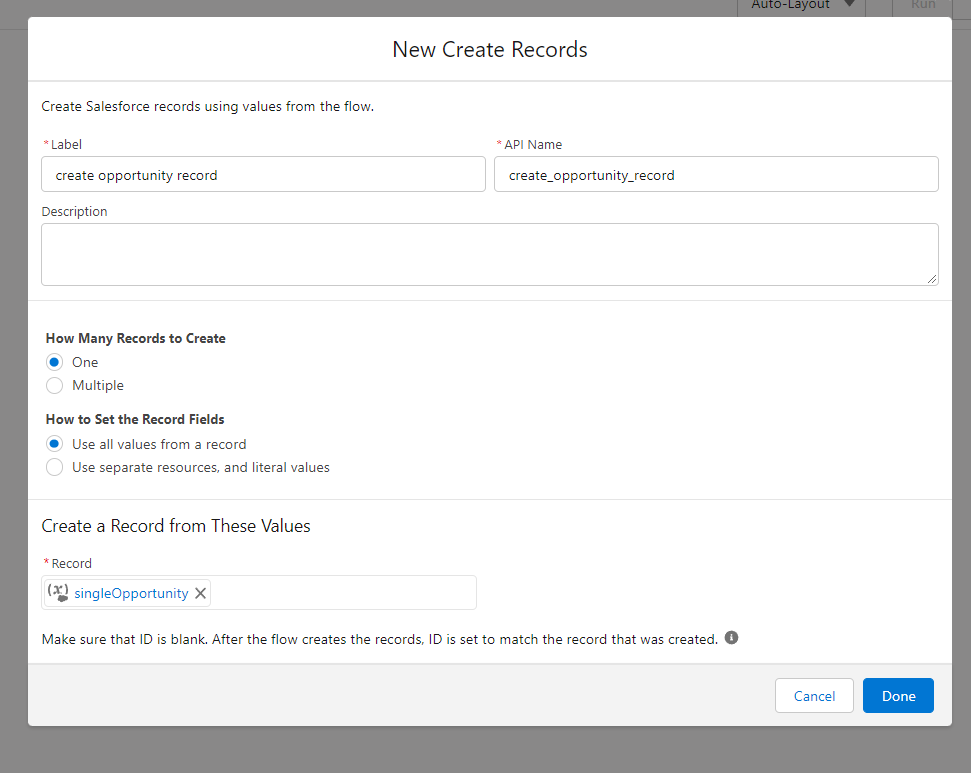 Auto-Layout Run
New Create Records
Create Salesforce records using values from the flow.
*Label *API Name
create opportunity record create_opportunity_record
Description
How Many Records to Create
One
Multiple
How to Set the Record Fields
Use all values from a record
Use separate resources, and literal values
Create a Record from These Values
*Record
singleOpportunity
Make sure that ID is blank. After the flow creates the records, ID is set to match the record that was created.
Cancel Done